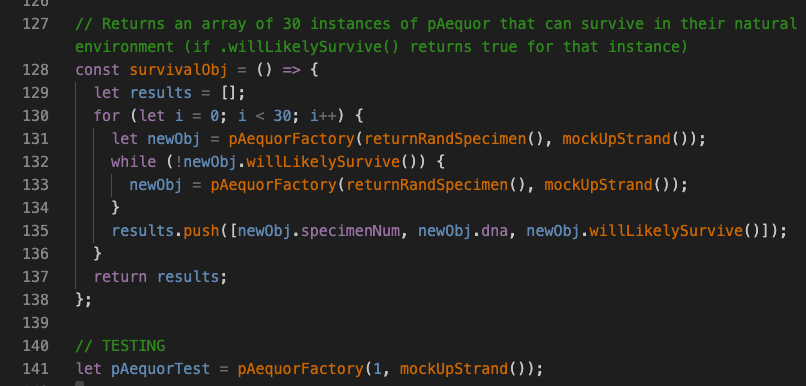 126
127 // Returns an array of 30 instances of pAequor that can survive in their natural
environment (if .willLikelySurvive() returns true for that instance)
128 const survivalObj = () => {
129   let results = [];
130   for (let i = 0; i < 30; i++) {
131     let newObj = pAequorFactory(returnRandSpecimen(), mockUpStrand());
132     while (!newObj.willLikelySurvive()) {
133       newObj = pAequorFactory(returnRandSpecimen(), mockUpStrand());
134     }
135     results.push([newObj.specimenNum, newObj.dna, newObj.willLikelySurvive()]);
136   }
137   return results;
138 };
139
140 // TESTING
141 let pAequorTest = pAequorFactory(1, mockUpStrand());